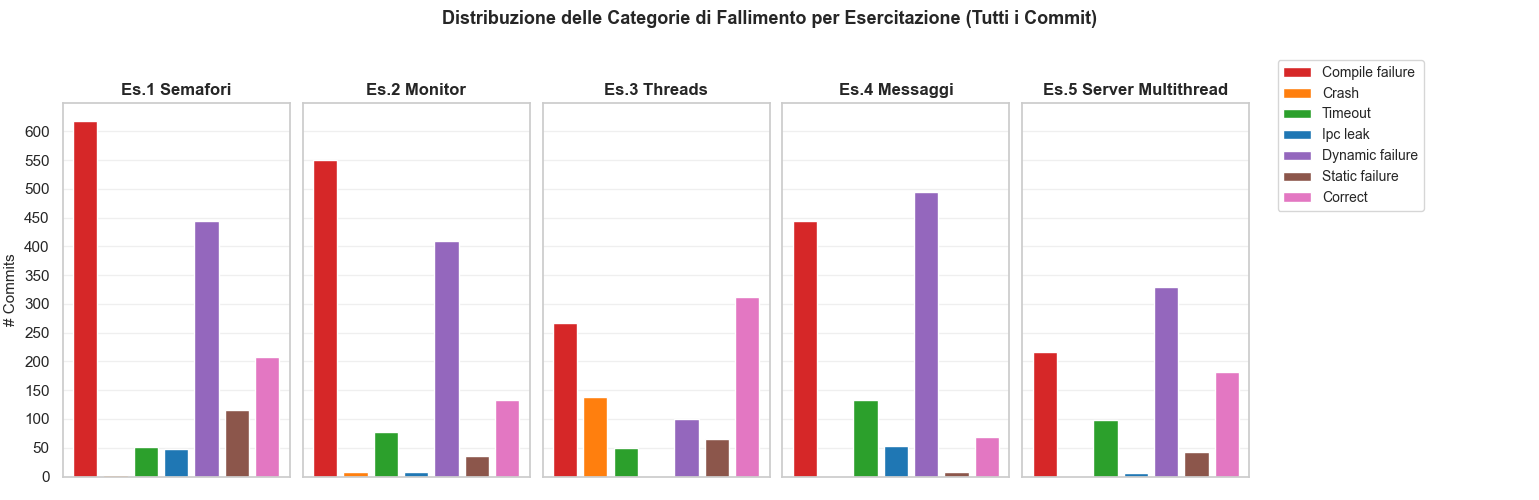 Distribuzione delle Categorie di Fallimento per Esercitazione (Tutti i Commit)
Es.1 Semafori
Es.2 Monitor
Es.3 Threads
Es.4 Messaggi
Es.5 Server Multithread
# Commits
600
550
500
450
400
350
300
250
200
150
100
50
0
Compile failure
Crash
Timeout
Ipc leak
Dynamic failure
Static failure
Correct